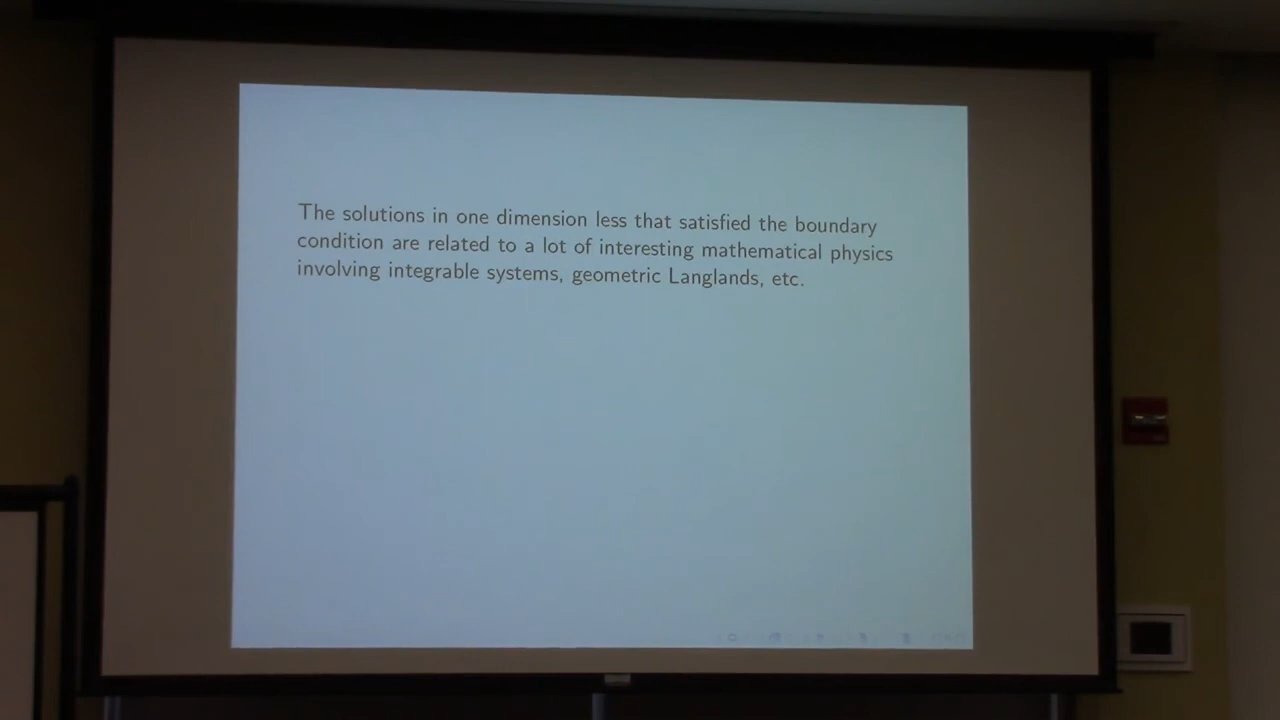 The solutions in one dimension less that satisfied the boundary
condition are related to a lot of interesting mathematical physics
involving integrable systems, geometric Langlands, etc.